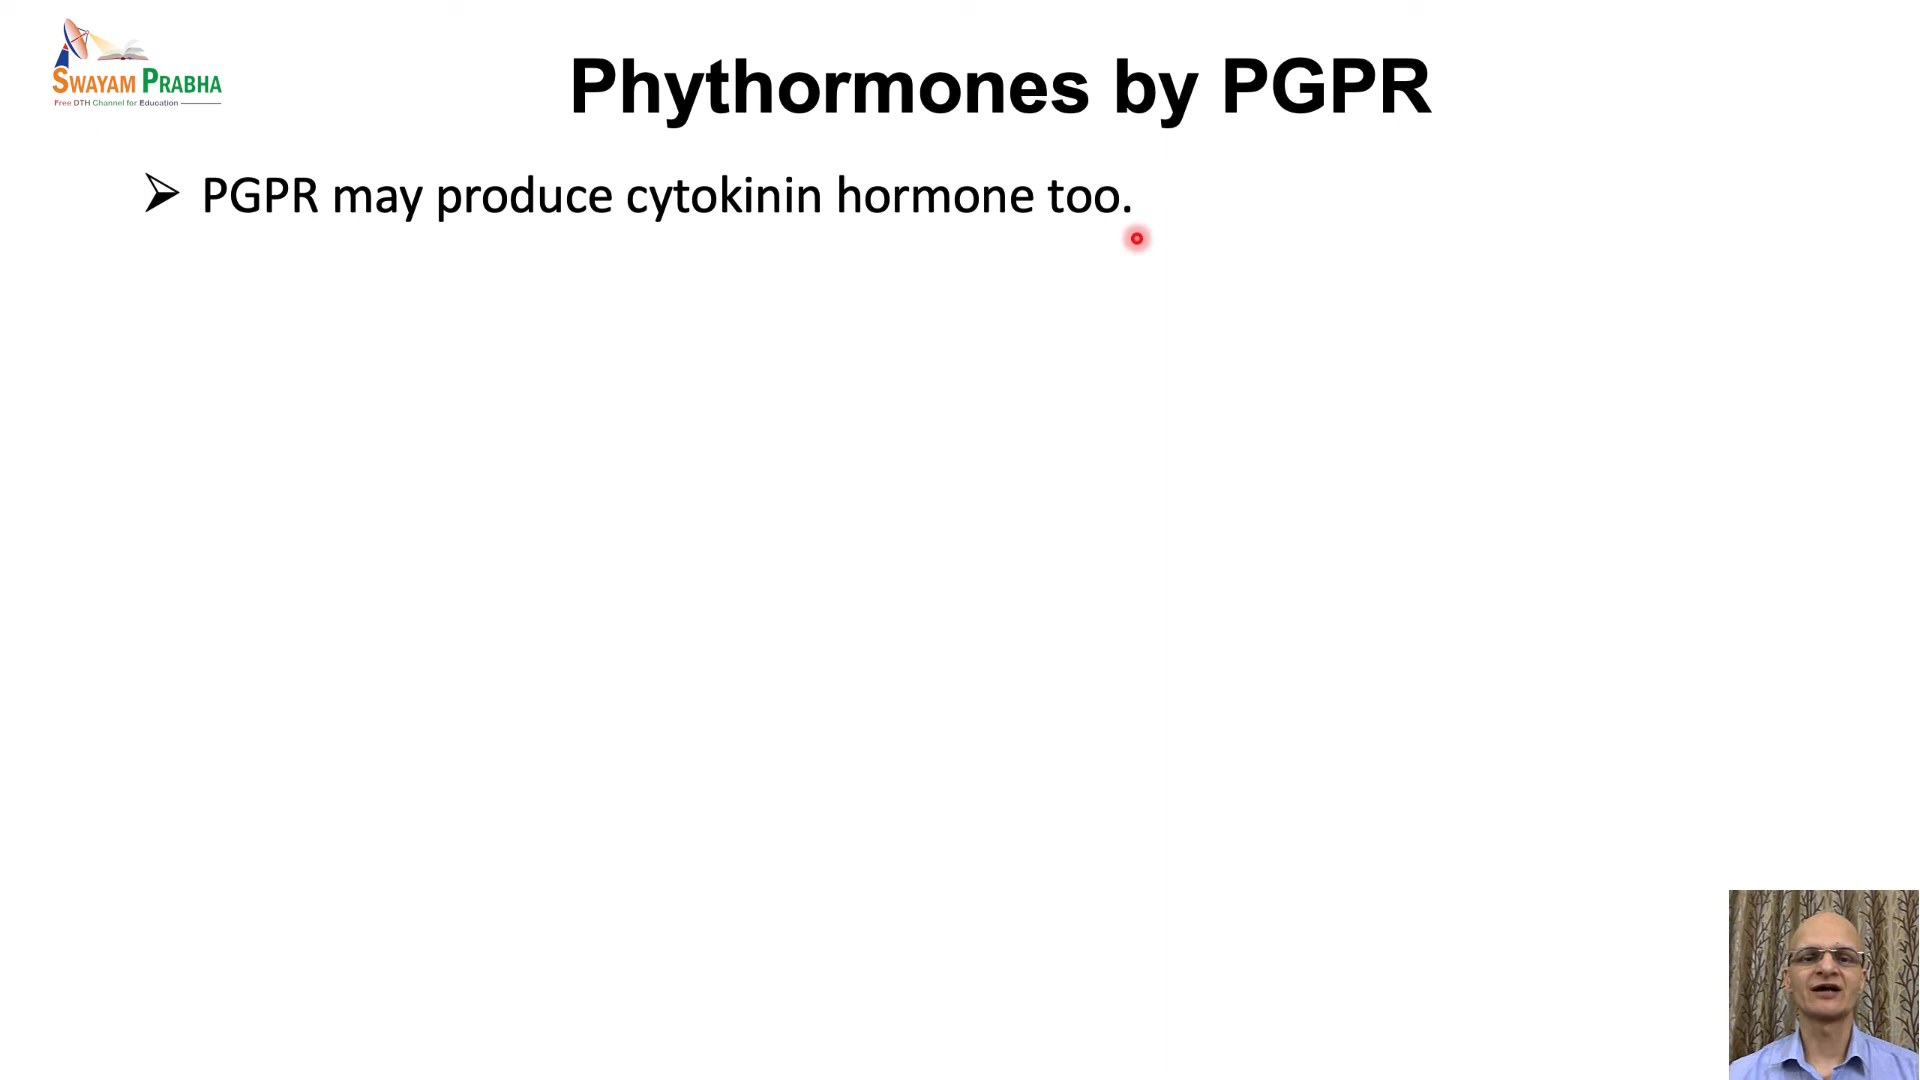 SWAYAM PRABHA
Free DTH Channel for Education
Phythormones by PGPR
➢ PGPR may produce cytokinin hormone too.